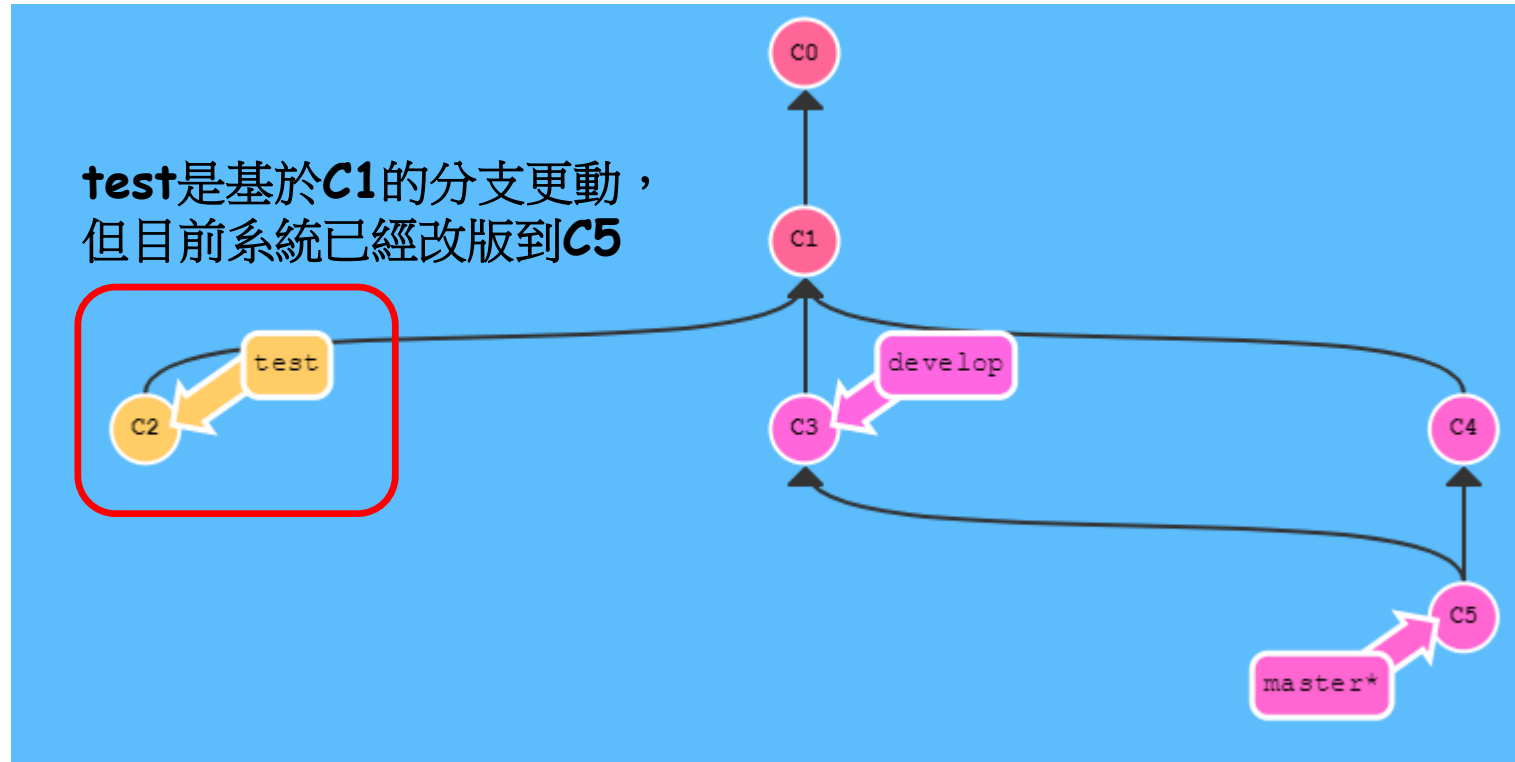 C0
test是基於C1的分支更動，
但目前系統已經改版到C5
C1
test
develop
C2
C3
C4
C5
master*